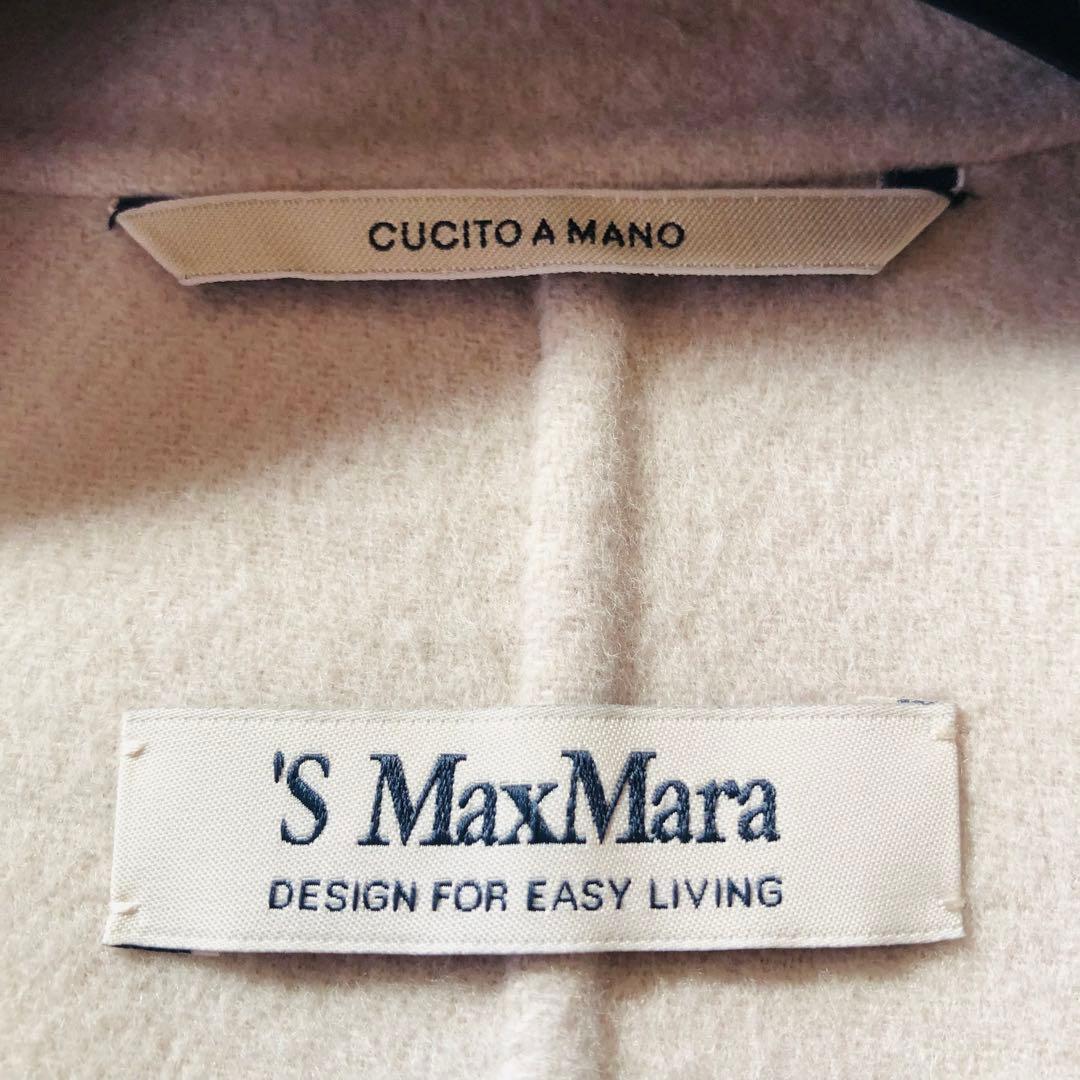 CUCITO A MANO
'S MaxMara
DESIGN FOR EASY LIVING